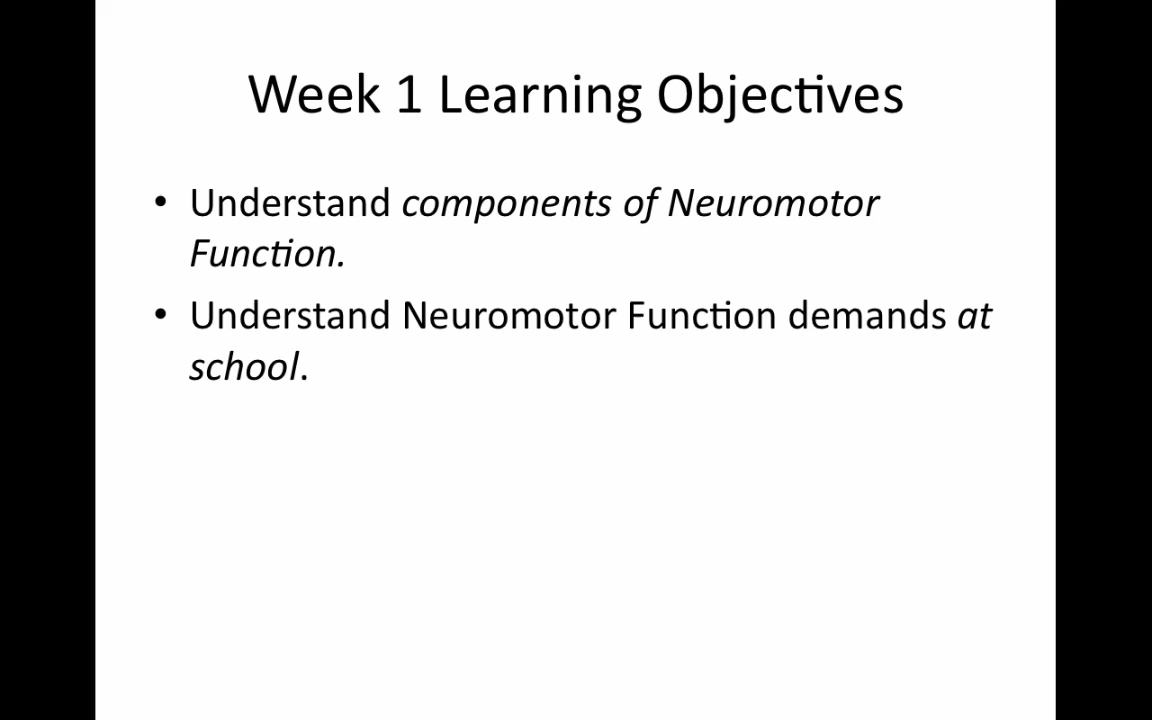 Week 1 Learning Objectives
• Understand components of Neuromotor
Function.
• Understand Neuromotor Function demands at
school.